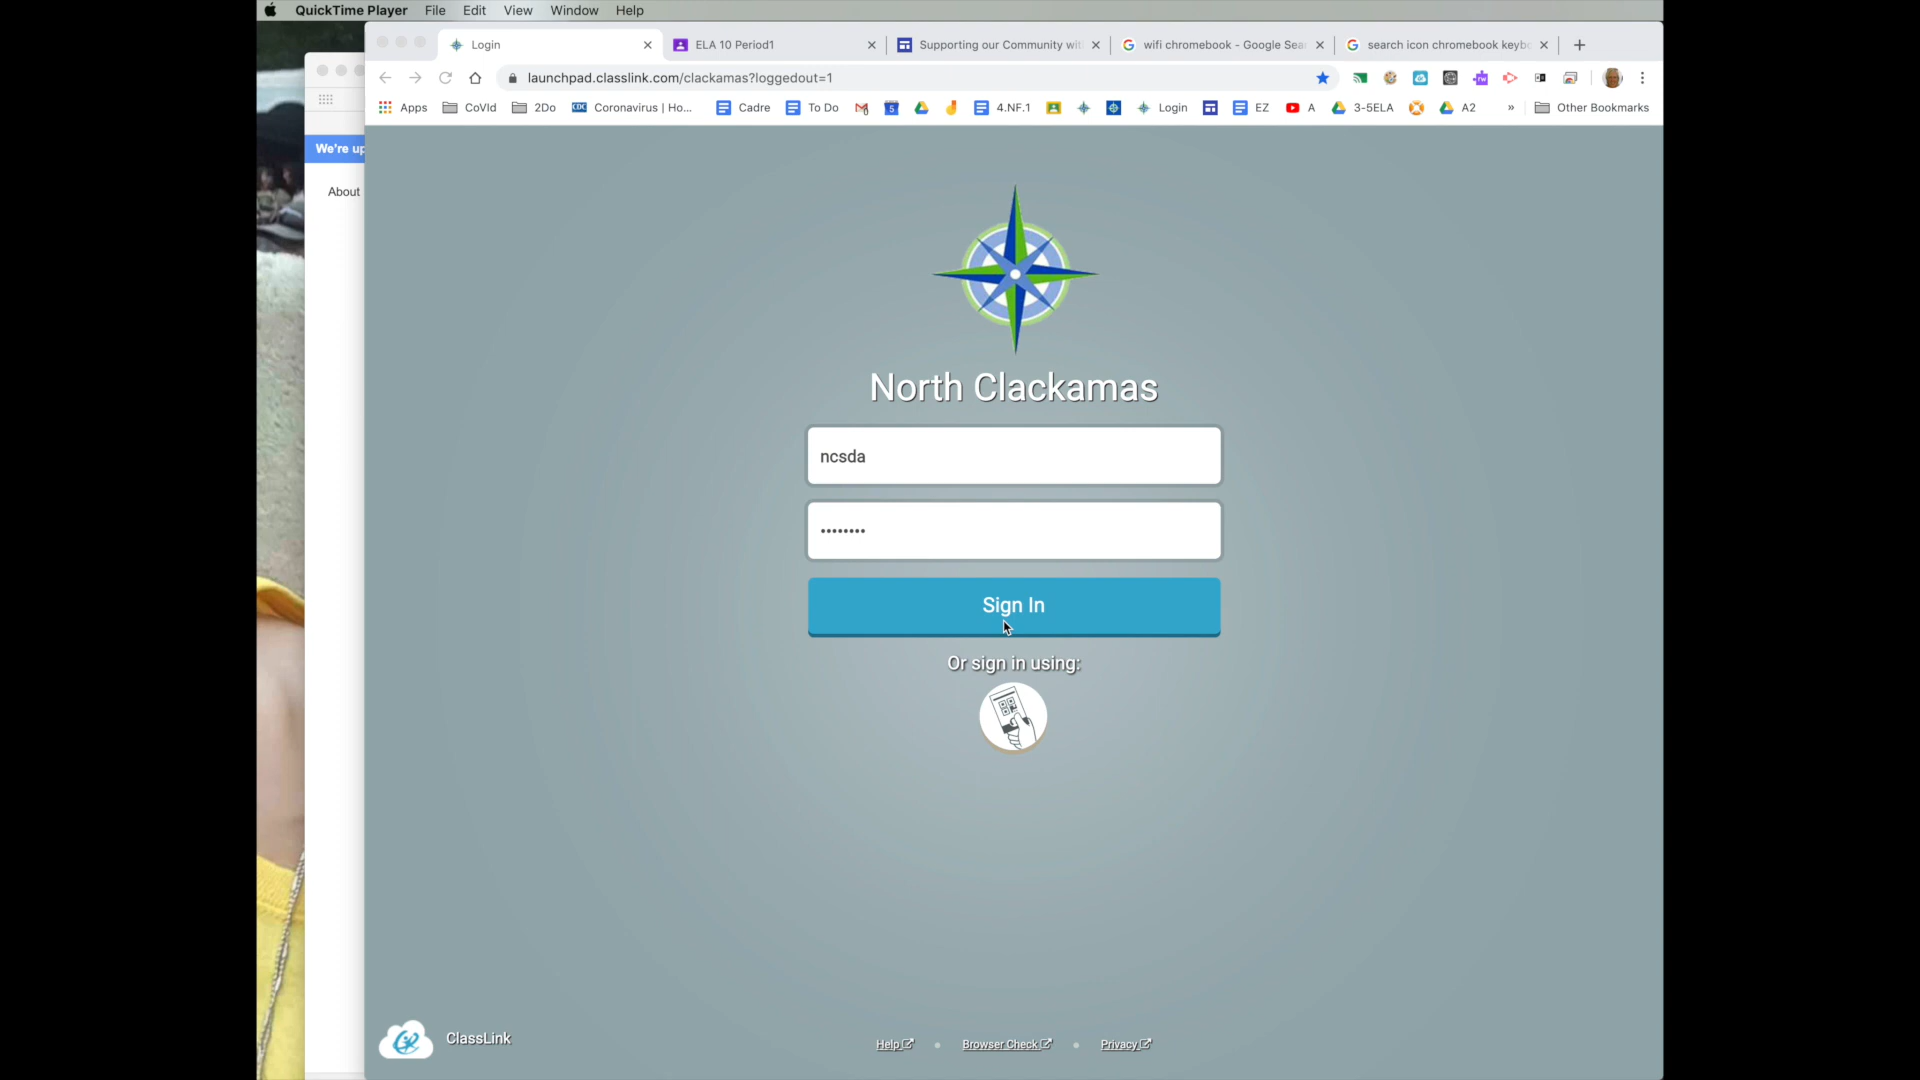 QuickTime Player File Edit View Window Help
Login
ELA 10 Period1
Supporting our Community wit
wifi chromebook - Google Sea
search icon chromebook keybo
launchpad.classlink.com/clackamas?loggedout=1
Apps CoVId 2Do CDC Coronavirus | Ho... Cadre To Do 5 4.NF.1 Login EZ A 3-5ELA A2 » Other Bookmarks
We're up
About
North Clackamas
ncsda
••••••••
Sign In
Or sign in using:
ClassLink
Help • Browser Check • Privacy